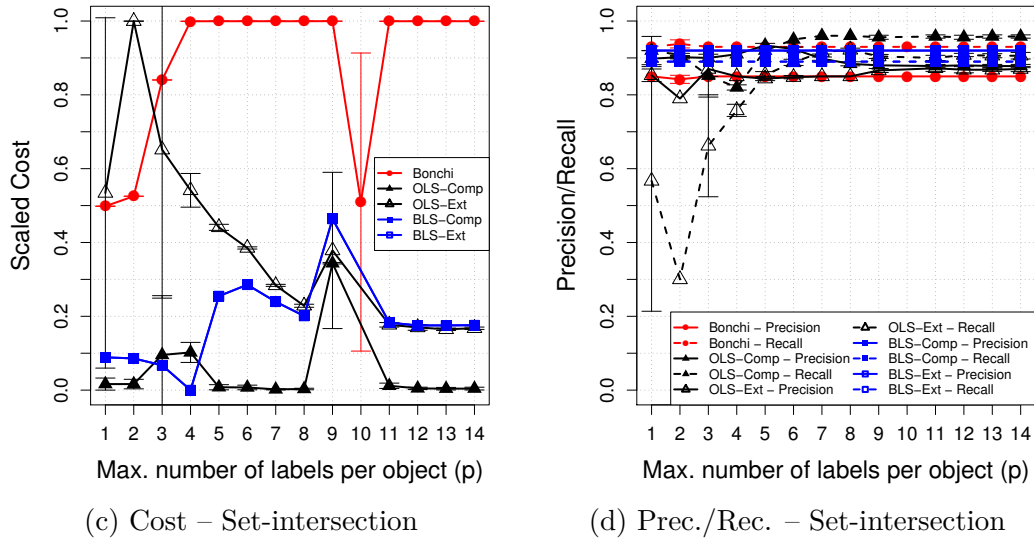 Scaled Cost
1.0
0.8
0.6
0.4
0.2
0.0
Bonchi
OLS−Comp
OLS−Ext
BLS−Comp
BLS−Ext
1 2 3 4 5 6 7 8 9 10 11 12 13 14
Max. number of labels per object (p)
(c) Cost – Set-intersection
Precision/Recall
1.0
0.8
0.6
0.4
0.2
0.0
Bonchi − Precision
Bonchi − Recall
OLS−Comp − Precision
OLS−Comp − Recall
OLS−Ext − Precision
OLS−Ext − Recall
BLS−Comp − Precision
BLS−Comp − Recall
BLS−Ext − Precision
BLS−Ext − Recall
1 2 3 4 5 6 7 8 9 10 11 12 13 14
Max. number of labels per object (p)
(d) Prec./Rec. – Set-intersection